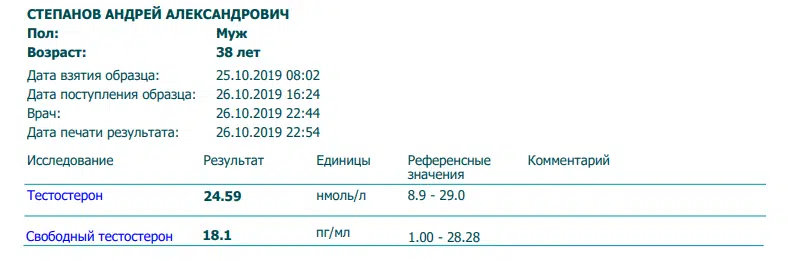 СТЕПАНОВ АНДРЕЙ АЛЕКСАНДРОВИЧ
Пол: Муж
Возраст: 38 лет
Дата взятия образца: 25.10.2019 08:02
Дата поступления образца: 26.10.2019 16:24
Врач: 26.10.2019 22:44
Дата печати результата: 26.10.2019 22:54
Исследование Результат Единицы Референсные значения Комментарий
Тестостерон 24.59 нмоль/л 8.9 - 29.0
Свободный тестостерон 18.1 пг/мл 1.00 - 28.28